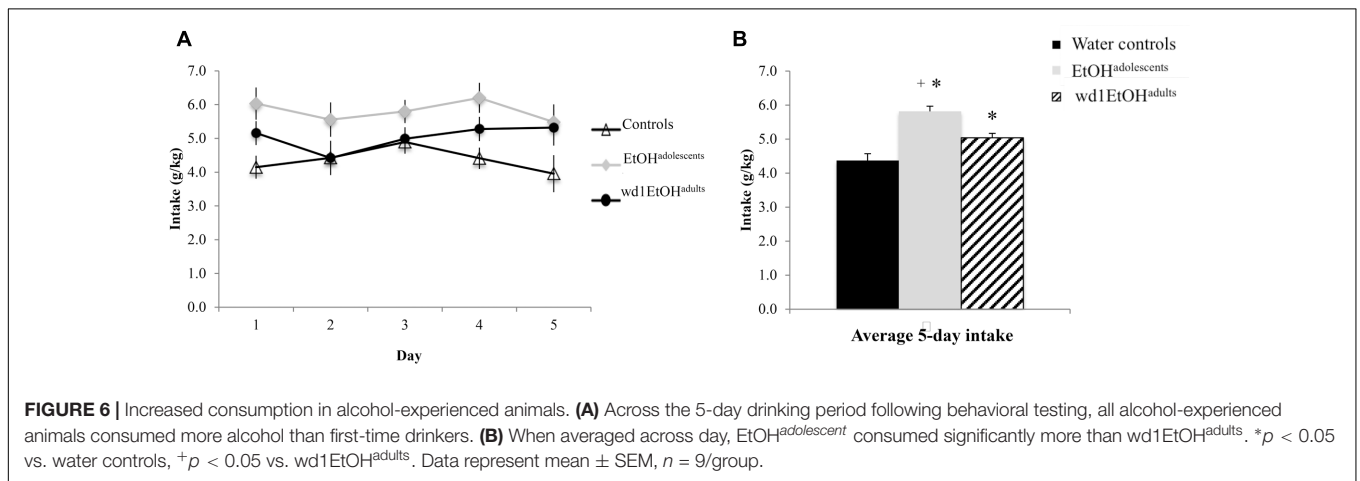 A
7.0
6.0
5.0
4.0
3.0
2.0
1.0
0.0
Intake (g/kg)
1 2 3 4 5
Day
Controls
EtOHadolescents
wd1EtOHadults
B
Water controls
EtOHadolescents
wd1EtOHadults
7.0
6.0
5.0
4.0
3.0
2.0
1.0
0.0
Intake (g/kg)
+ *
*
Average 5-day intake
FIGURE 6 | Increased consumption in alcohol-experienced animals. (A) Across the 5-day drinking period following behavioral testing, all alcohol-experienced
animals consumed more alcohol than first-time drinkers. (B) When averaged across day, EtOHadolescent consumed significantly more than wd1EtOHadults. *p < 0.05
vs. water controls, +p < 0.05 vs. wd1EtOHadults. Data represent mean ± SEM, n = 9/group.